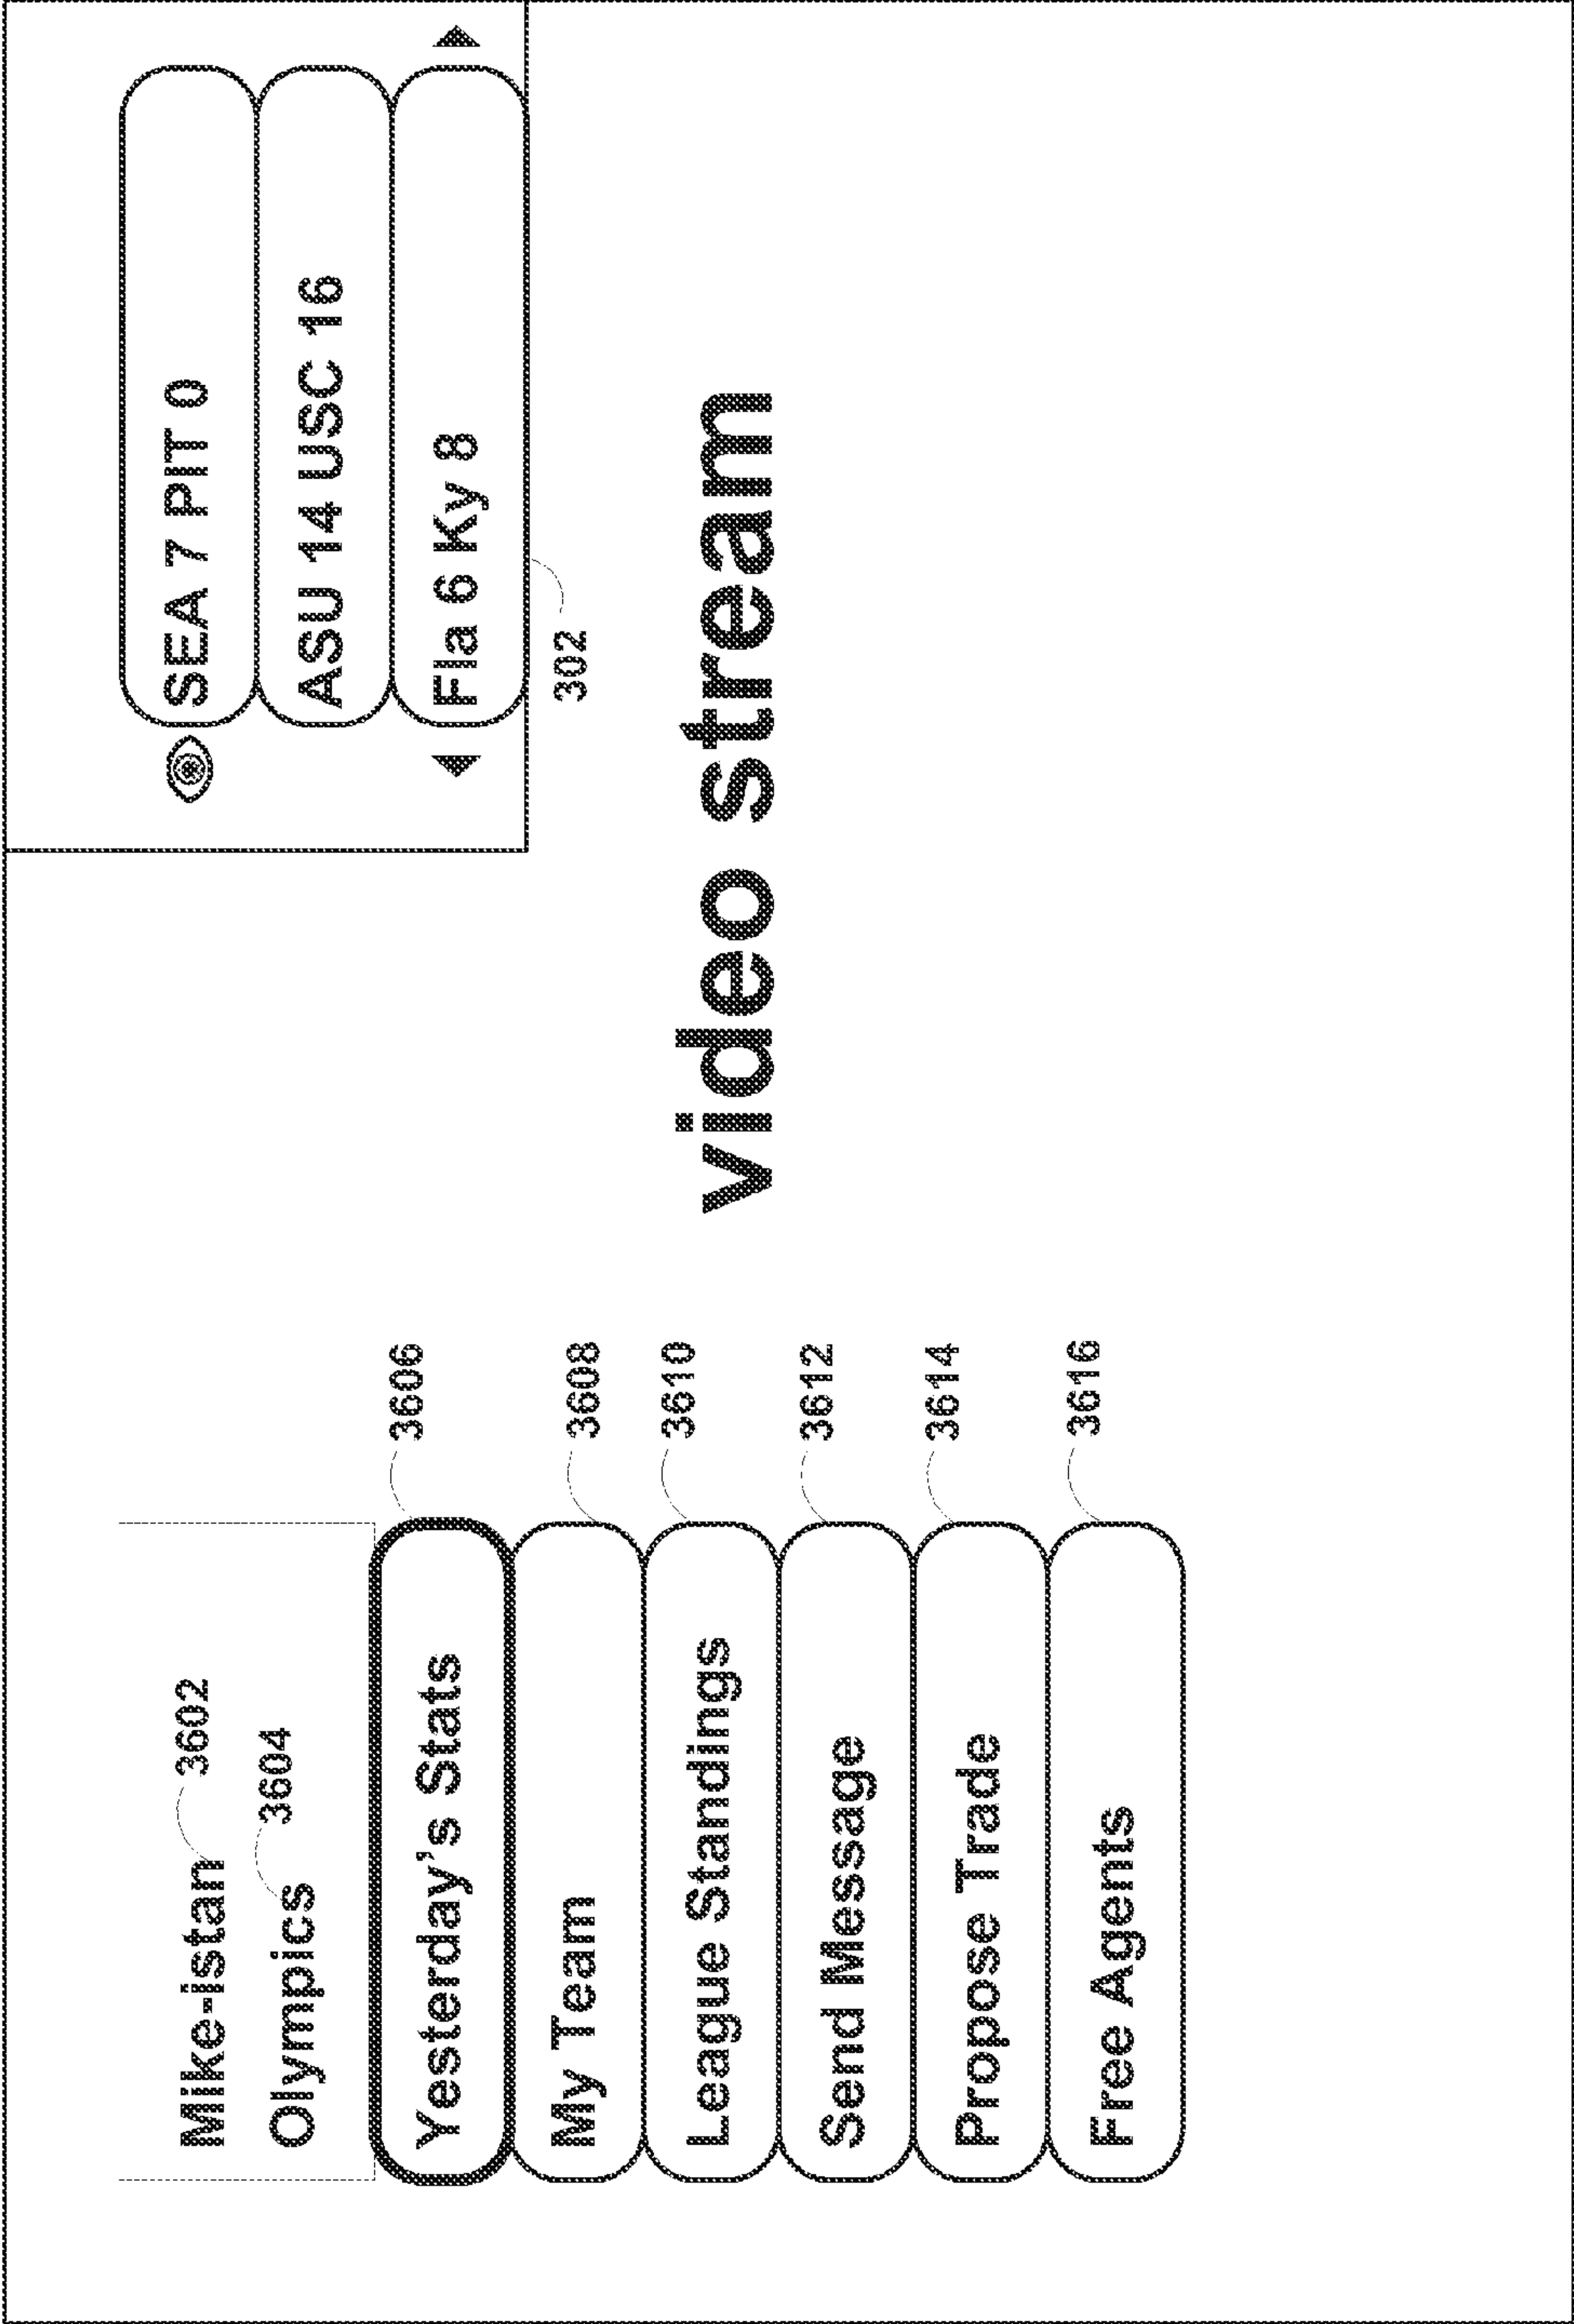 Mike-istan 3602
Olympics 3604
Yesterday's Stats 3606
My Team 3608
League Standings 3610
Send Message 3612
Propose Trade 3614
Free Agents 3616
video stream
SEA 7 PIT 0
ASU 14 USC 16
Fla 6 Ky 8
302